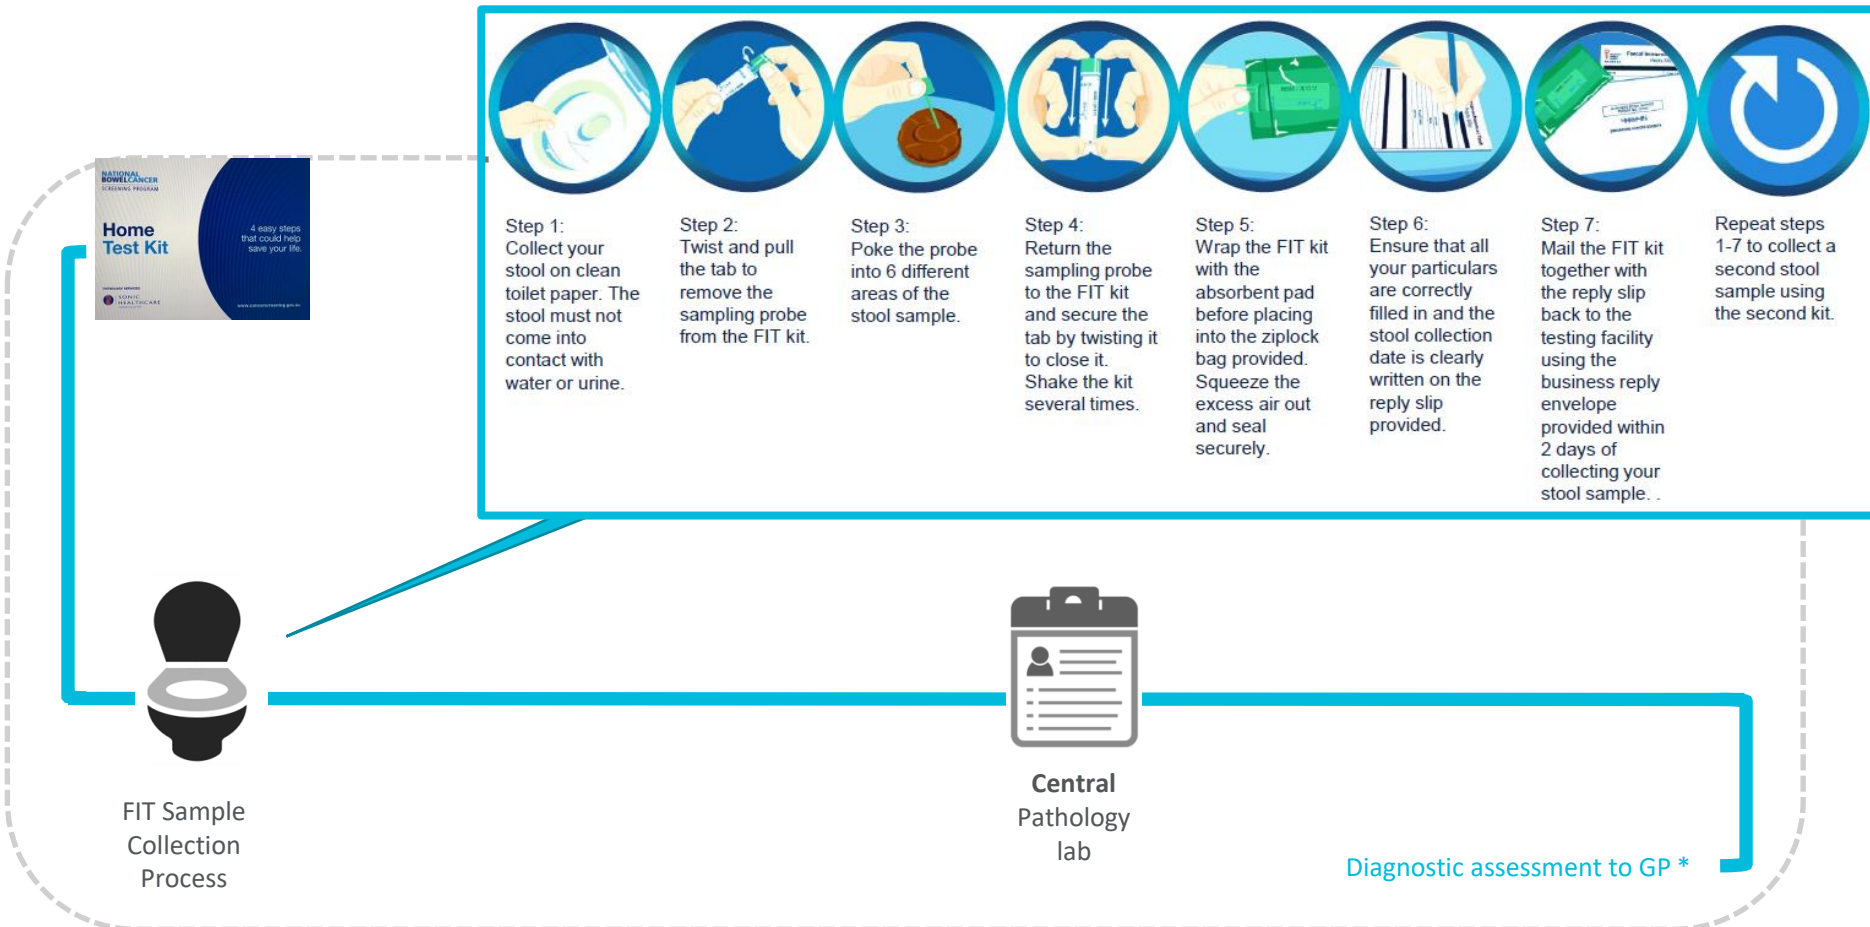 NATIONAL
BOWELCANCER
SCREENING PROGRAM
Home
Test Kit
4 easy steps
that could help
save your life.
SONIC
HEALTHCARE
www.cancerscreening.gov.au
Step 1:
Collect your
stool on clean
toilet paper. The
stool must not
come into
contact with
water or urine.
Step 2:
Twist and pull
the tab to
remove the
sampling probe
from the FIT kit.
Step 3:
Poke the probe
into 6 different
areas of the
stool sample.
Step 4:
Return the
sampling probe
to the FIT kit
and secure the
tab by twisting it
to close it.
Shake the kit
several times.
Step 5:
Wrap the FIT kit
with the
absorbent pad
before placing
into the ziplock
bag provided.
Squeeze the
excess air out
and seal
securely.
Step 6:
Ensure that all
your particulars
are correctly
filled in and the
stool collection
date is clearly
written on the
reply slip
provided.
Step 7:
Mail the FIT kit
together with
the reply slip
back to the
testing facility
using the
business reply
envelope
provided within
2 days of
collecting your
stool sample. .
Repeat steps
1-7 to collect a
second stool
sample using
the second kit.
FIT Sample
Collection
Process
Central
Pathology
lab
Diagnostic assessment to GP *